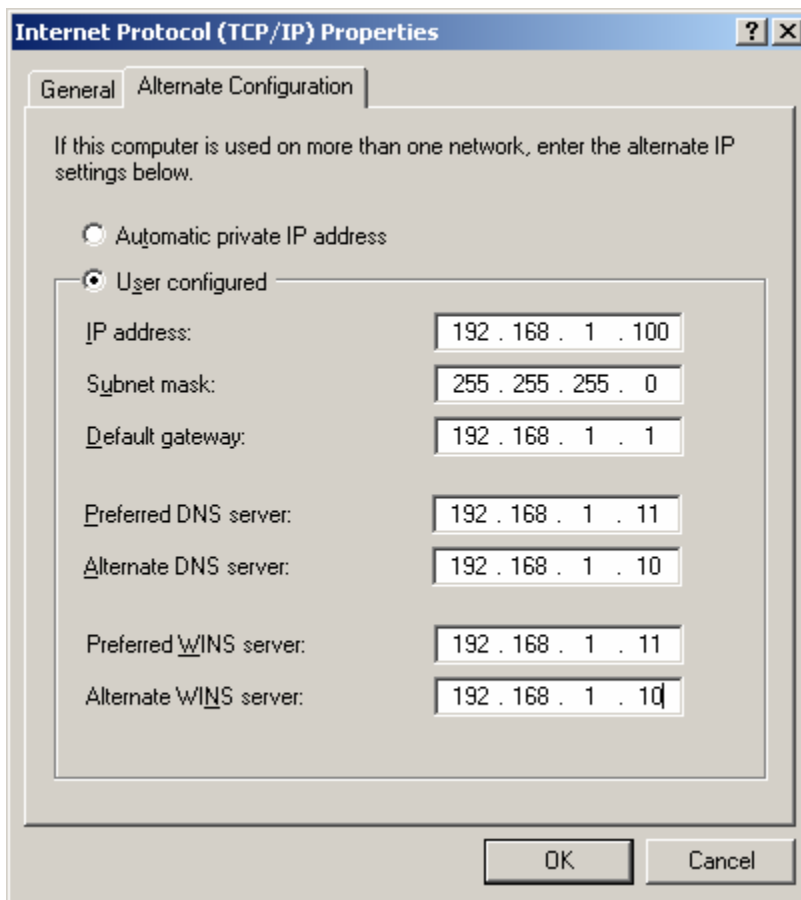 Internet Protocol (TCP/IP) Properties
General
Alternate Configuration
If this computer is used on more than one network, enter the alternate IP
settings below.
Automatic private IP address
User configured
IP address: 192 . 168 . 1 . 100
Subnet mask: 255 . 255 . 255 . 0
Default gateway: 192 . 168 . 1 . 1
Preferred DNS server: 192 . 168 . 1 . 11
Alternate DNS server: 192 . 168 . 1 . 10
Preferred WINS server: 192 . 168 . 1 . 11
Alternate WINS server: 192 . 168 . 1 . 10
OK
Cancel